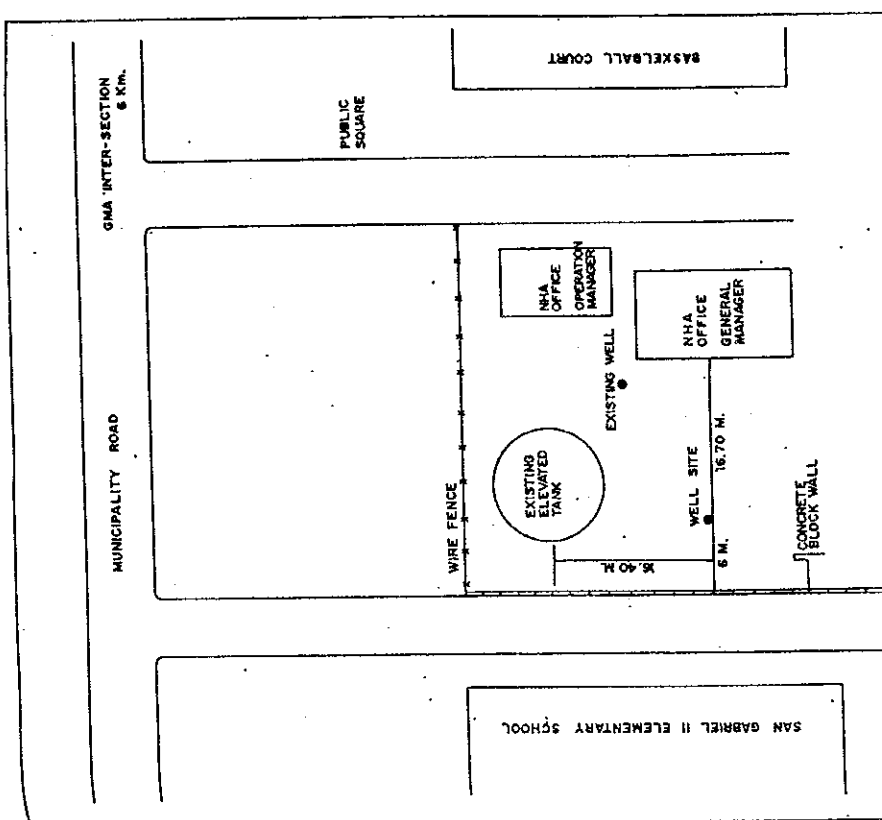 GMA INTER-SECTION
6 Km.
MUNICIPALITY ROAD
PUBLIC
SQUARE
BASKELBALL COURT
WIRE FENCE
NHA
OFFICE
OPERATION
MANAGER
EXISTING WELL
NHA
OFFICE
GENERAL
MANAGER
EXISTING
ELEVATED
TANK
WELL SITE
16.70 M.
6 M.
16.40 M.
CONCRETE
BLOCK WALL
SAN GABRIEL II ELEMENTARY SCHOOL